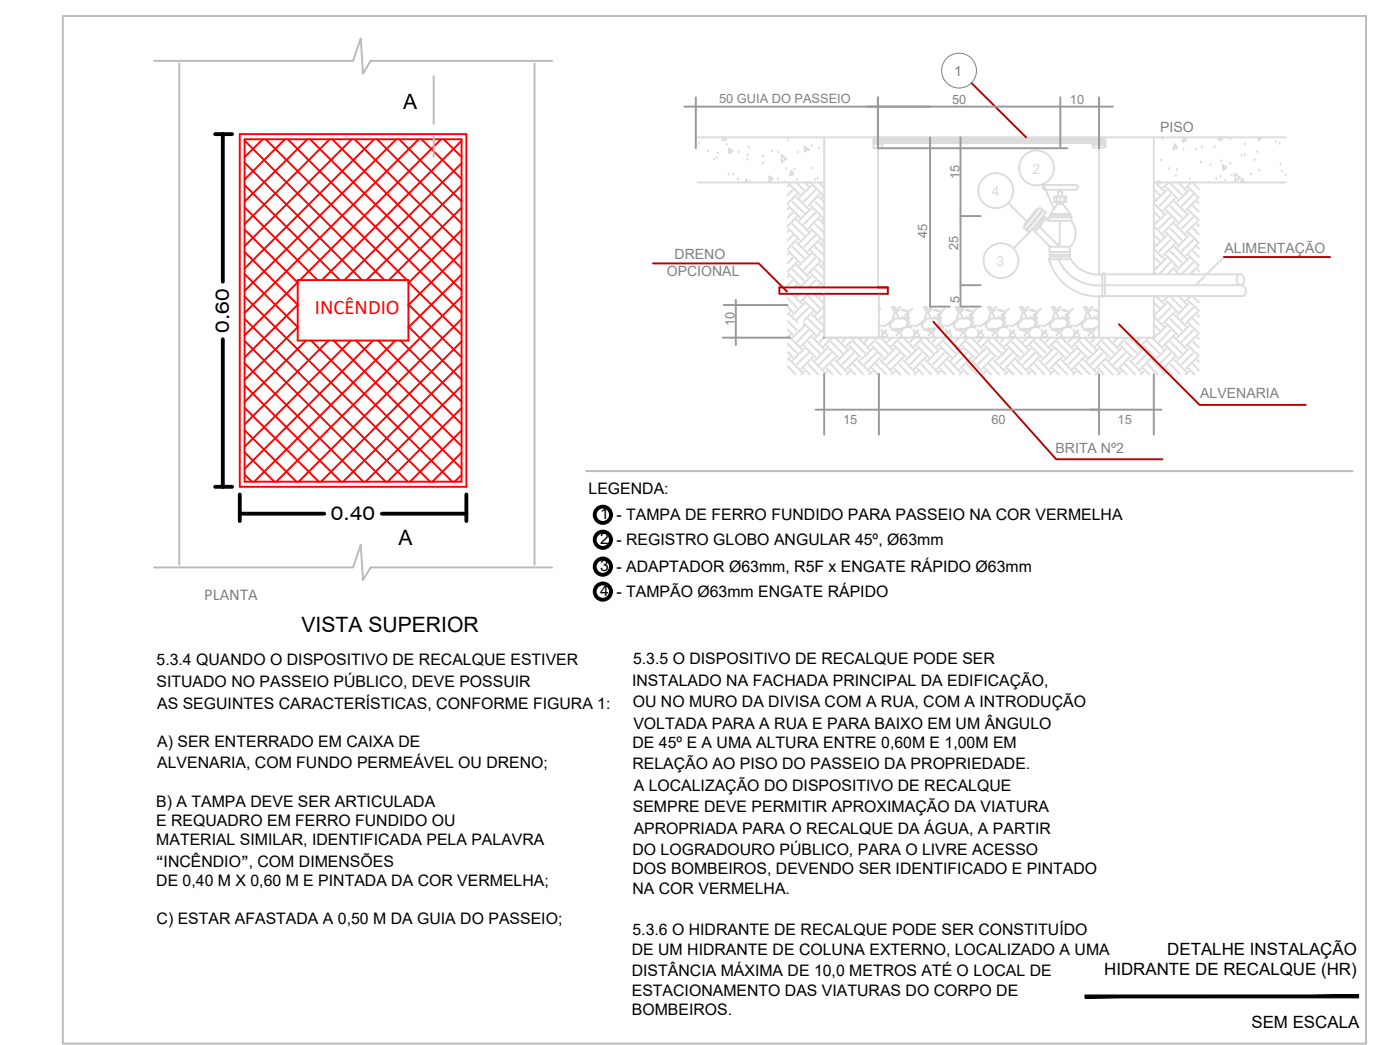 A
0.60
INCÊNDIO
0.40
A
PLANTA
VISTA SUPERIOR
1
50 GUIA DO PASSEIO
50
10
PISO
15
2
4
45
25
3
DRENO
OPCIONAL
ALIMENTAÇÃO
5
10
ALVENARIA
15
60
15
BRITA Nº2
LEGENDA:
1 - TAMPA DE FERRO FUNDIDO PARA PASSEIO NA COR VERMELHA
2 - REGISTRO GLOBO ANGULAR 45º, Ø63mm
3 - ADAPTADOR Ø63mm, R5F x ENGATE RÁPIDO Ø63mm
4 - TAMPÃO Ø63mm ENGATE RÁPIDO
5.3.4 QUANDO O DISPOSITIVO DE RECALQUE ESTIVER
SITUADO NO PASSEIO PÚBLICO, DEVE POSSUIR
AS SEGUINTES CARACTERÍSTICAS, CONFORME FIGURA 1:
A) SER ENTERRADO EM CAIXA DE
ALVENARIA, COM FUNDO PERMEÁVEL OU DRENO;
B) A TAMPA DEVE SER ARTICULADA
E REQUADRO EM FERRO FUNDIDO OU
MATERIAL SIMILAR, IDENTIFICADA PELA PALAVRA
“INCÊNDIO”, COM DIMENSÕES
DE 0,40 M X 0,60 M E PINTADA DA COR VERMELHA;
C) ESTAR AFASTADA A 0,50 M DA GUIA DO PASSEIO;
5.3.5 O DISPOSITIVO DE RECALQUE PODE SER
INSTALADO NA FACHADA PRINCIPAL DA EDIFICAÇÃO,
OU NO MURO DA DIVISA COM A RUA, COM A INTRODUÇÃO
VOLTADA PARA A RUA E PARA BAIXO EM UM ÂNGULO
DE 45º E A UMA ALTURA ENTRE 0,60M E 1,00M EM
RELAÇÃO AO PISO DO PASSEIO DA PROPRIEDADE.
A LOCALIZAÇÃO DO DISPOSITIVO DE RECALQUE
SEMPRE DEVE PERMITIR APROXIMAÇÃO DA VIATURA
APROPRIADA PARA O RECALQUE DA ÁGUA, A PARTIR
DO LOGRADOURO PÚBLICO, PARA O LIVRE ACESSO
DOS BOMBEIROS, DEVENDO SER IDENTIFICADO E PINTADO
NA COR VERMELHA.
5.3.6 O HIDRANTE DE RECALQUE PODE SER CONSTITUÍDO
DE UM HIDRANTE DE COLUNA EXTERNO, LOCALIZADO A UMA
DISTÂNCIA MÁXIMA DE 10,0 METROS ATÉ O LOCAL DE
ESTACIONAMENTO DAS VIATURAS DO CORPO DE
BOMBEIROS.
DETALHE INSTALAÇÃO
HIDRANTE DE RECALQUE (HR)
SEM ESCALA